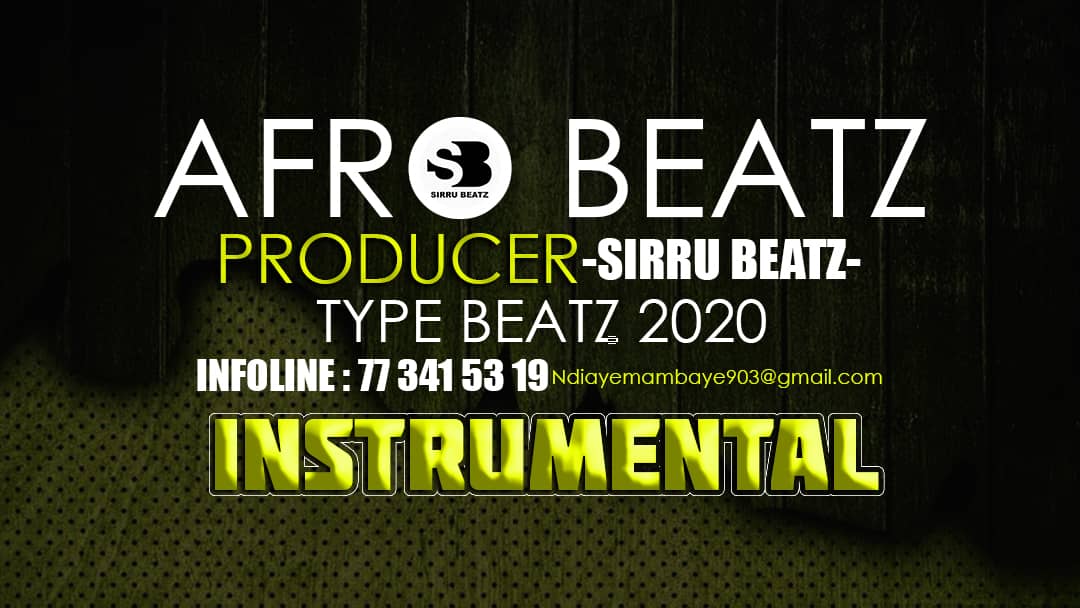 AFRO BEATZ
SB
SIRRU BEATZ
PRODUCER -SIRRU BEATZ-
TYPE BEATZ 2020
INFOLINE : 77 341 53 19 Ndiayemambaye903@gmail.com
INSTRUMENTAL